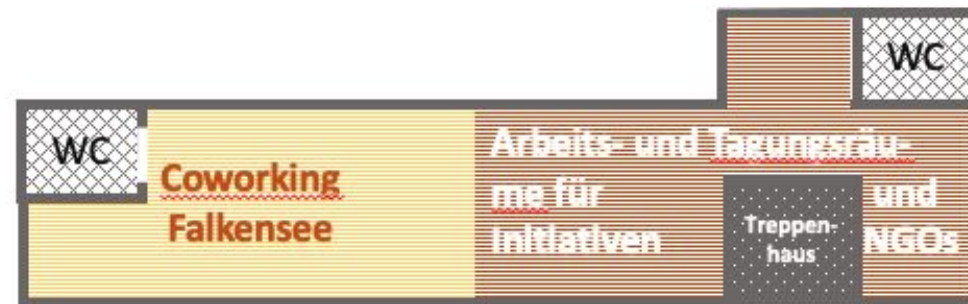 WC
WC
Coworking
Falkensee
Arbeits- und Tagungsräu-
me für und
Initiativen NGOs
Treppen-
haus